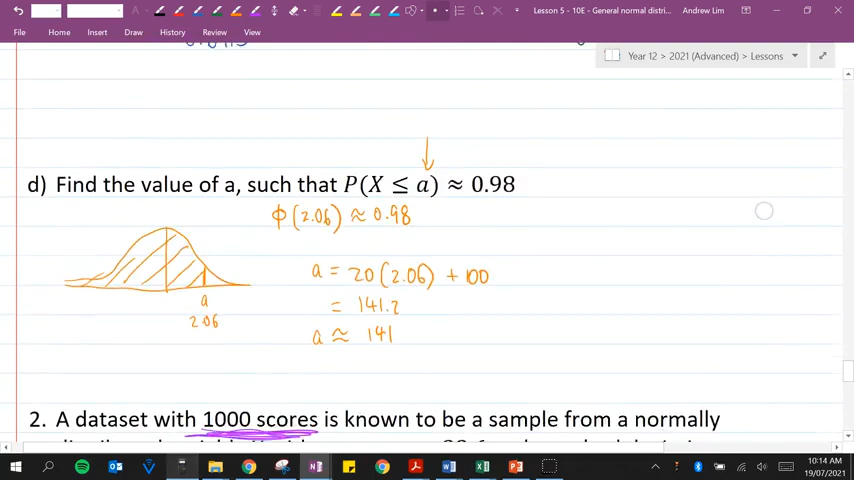 Lesson 5 - 10E - General normal distri...
Andrew Lim
File Home Insert Draw History View
Year 12 > 2021 (Advanced) > Lessons
d) Find the value of a, such that P(X ≤ a) ≈ 0.98
Φ(2.06) ≈ 0.98
a = 20(2.06) + 100
= 141.2
a ≈ 141
a
2.06
2. A dataset with 1000 scores is known to be a sample from a normally
10:14 AM
19/07/2021